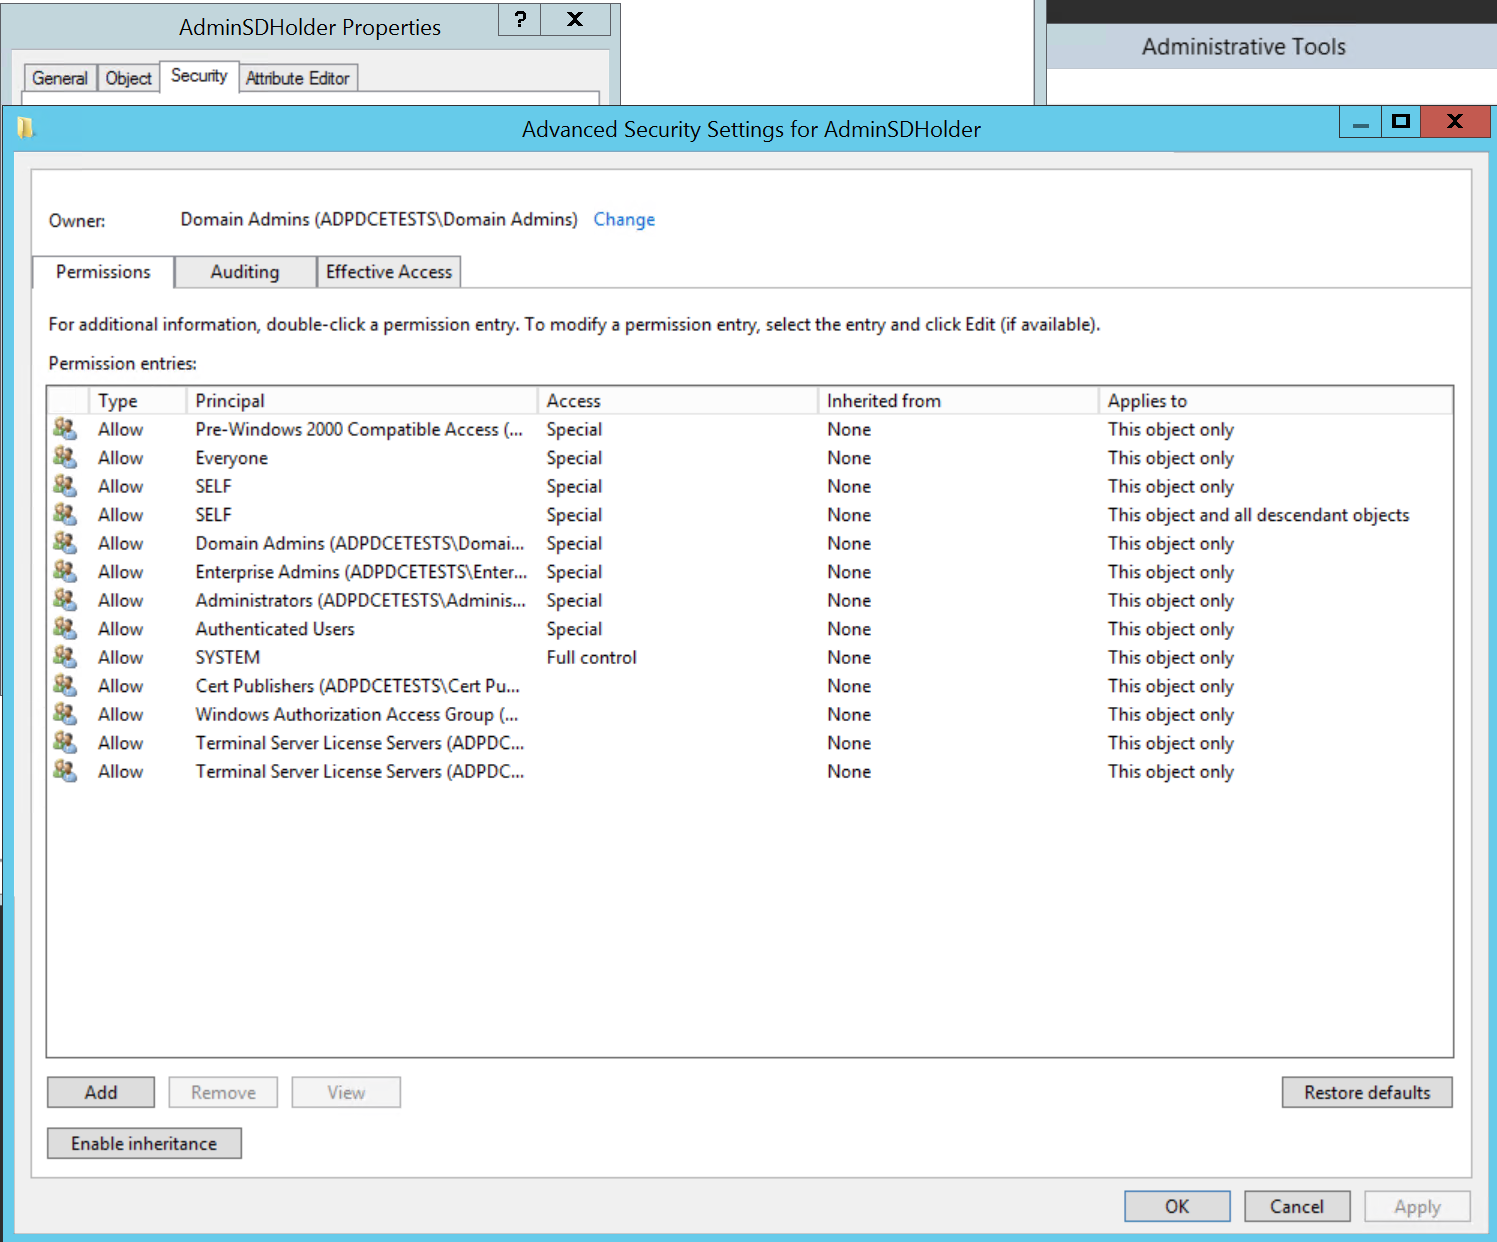 AdminSDHolder Properties
? X
Administrative Tools
General Object Security Attribute Editor
Advanced Security Settings for AdminSDHolder
X
Owner: Domain Admins (ADPDCETESTS\Domain Admins) Change
Permissions Auditing Effective Access
For additional information, double-click a permission entry. To modify a permission entry, select the entry and click Edit (if available).
Permission entries:
Type Principal Access Inherited from Applies to
Allow Pre-Windows 2000 Compatible Access (... Special None This object only
Allow Everyone Special None This object only
Allow SELF Special None This object only
Allow SELF Special None This object and all descendant objects
Allow Domain Admins (ADPDCETESTS\Domai... Special None This object only
Allow Enterprise Admins (ADPDCETESTS\Enter... Special None This object only
Allow Administrators (ADPDCETESTS\Adminis... Special None This object only
Allow Authenticated Users Special None This object only
Allow SYSTEM Full control None This object only
Allow Cert Publishers (ADPDCETESTS\Cert Pu... None This object only
Allow Windows Authorization Access Group (... None This object only
Allow Terminal Server License Servers (ADPDC... None This object only
Allow Terminal Server License Servers (ADPDC... None This object only
Add Remove View Restore defaults
Enable inheritance
OK Cancel Apply